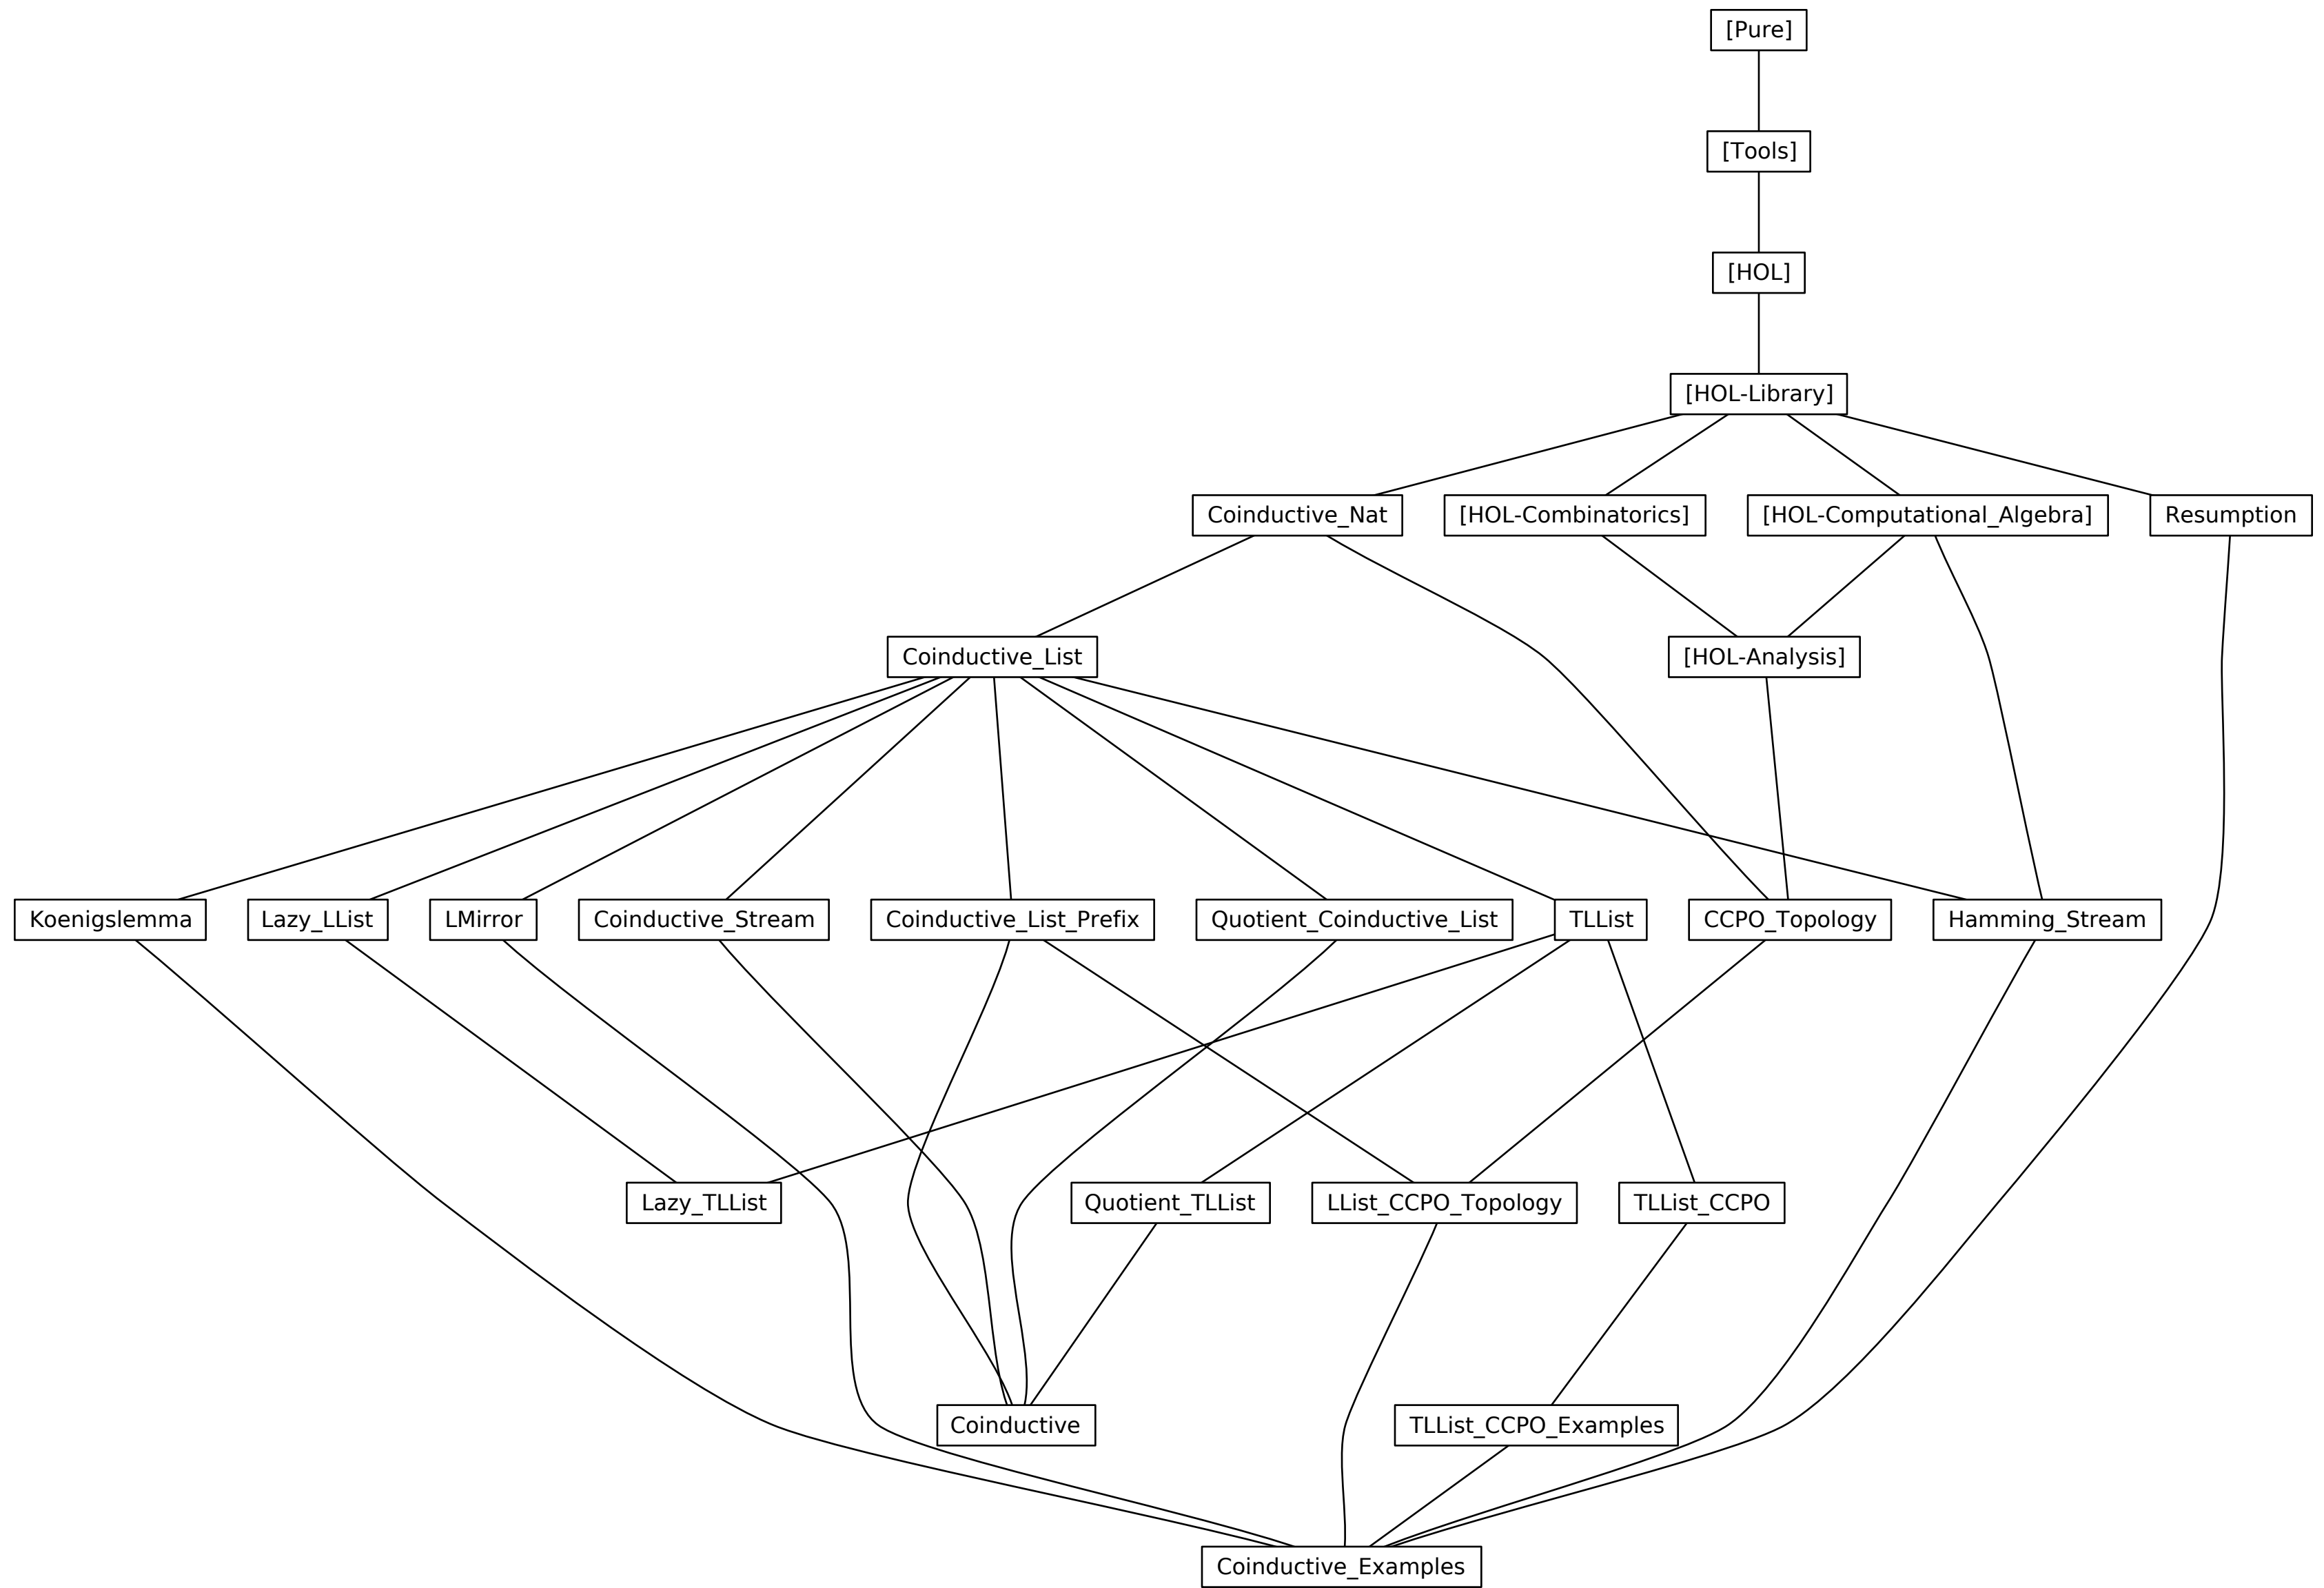 [Pure]
[Tools]
[HOL]
[HOL-Library]
Coinductive_Nat
[HOL-Combinatorics]
[HOL-Computational_Algebra]
Resumption
Coinductive_List
[HOL-Analysis]
Koenigslemma
Lazy_LList
LMirror
Coinductive_Stream
Coinductive_List_Prefix
Quotient_Coinductive_List
TLList
CCPO_Topology
Hamming_Stream
Lazy_TLList
Quotient_TLList
LList_CCPO_Topology
TLList_CCPO
Coinductive
TLList_CCPO_Examples
Coinductive_Examples